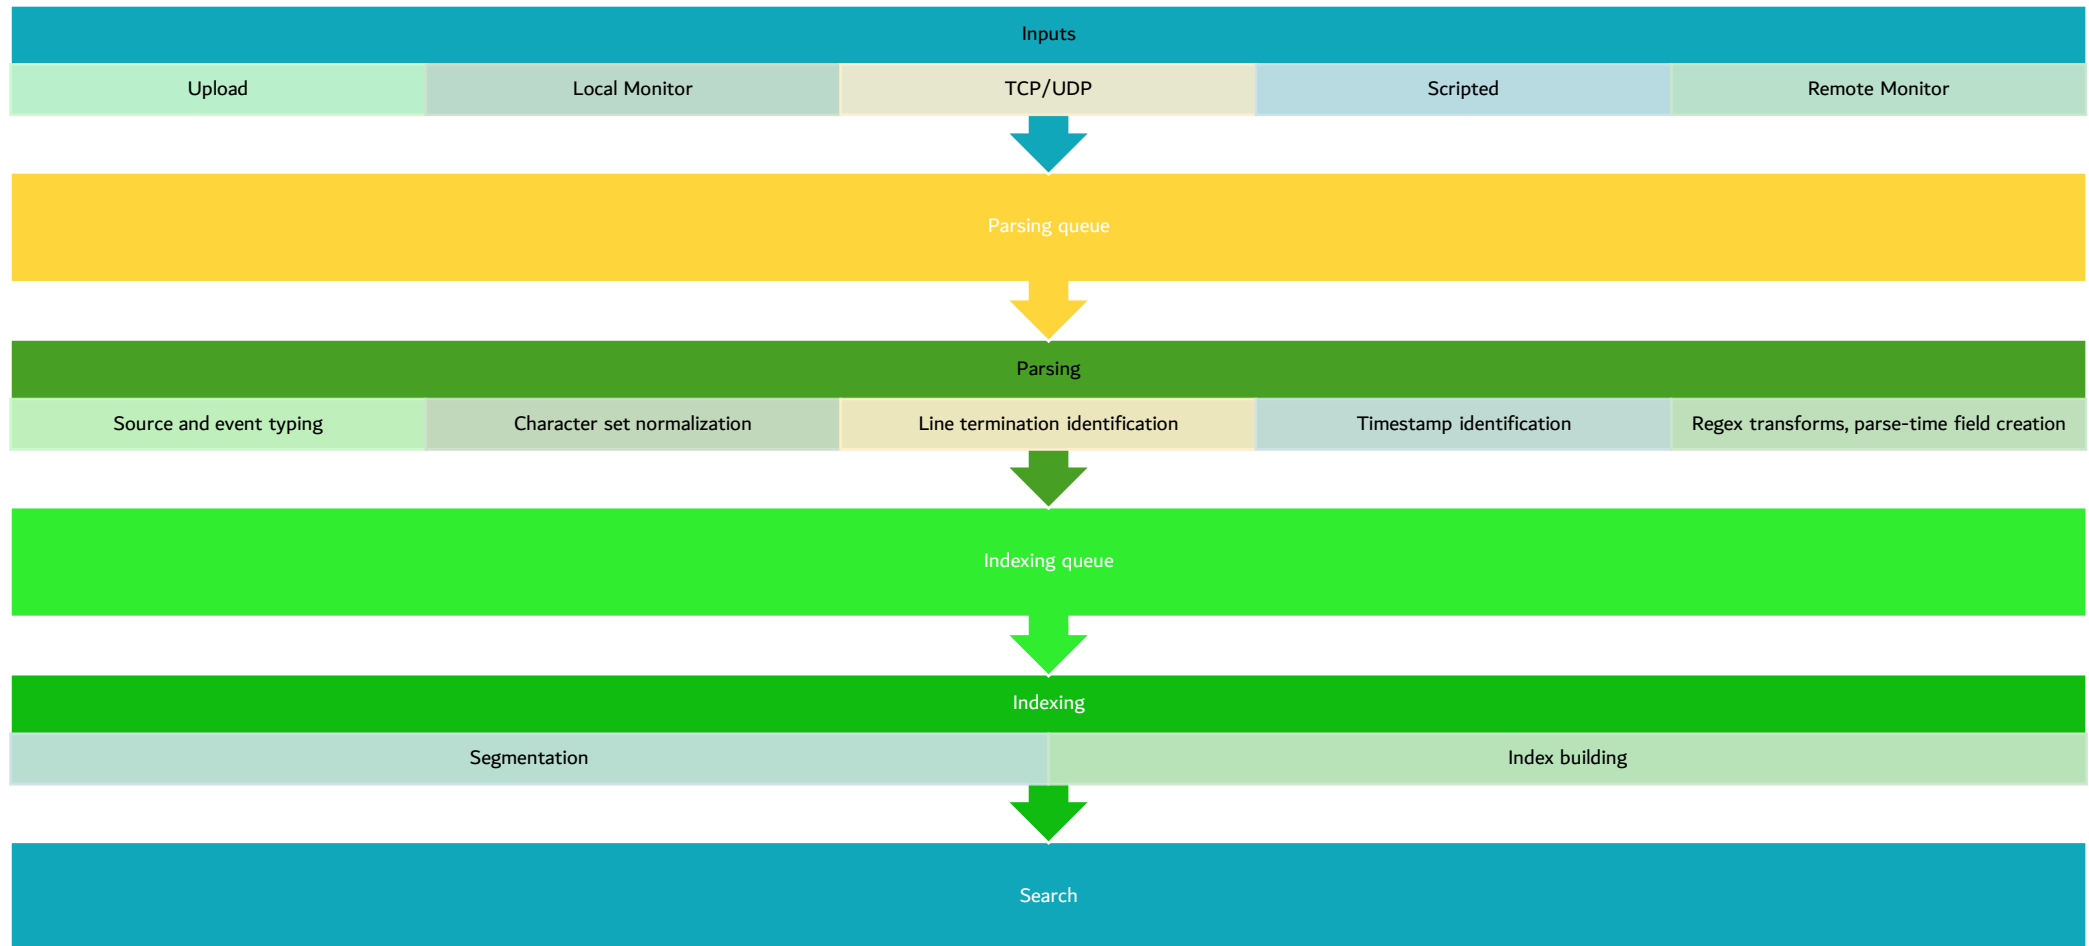 Inputs
Upload
Local Monitor
TCP/UDP
Scripted
Remote Monitor
Parsing queue
Parsing
Source and event typing
Character set normalization
Line termination identification
Timestamp identification
Regex transforms, parse-time field creation
Indexing queue
Indexing
Segmentation
Index building
Search